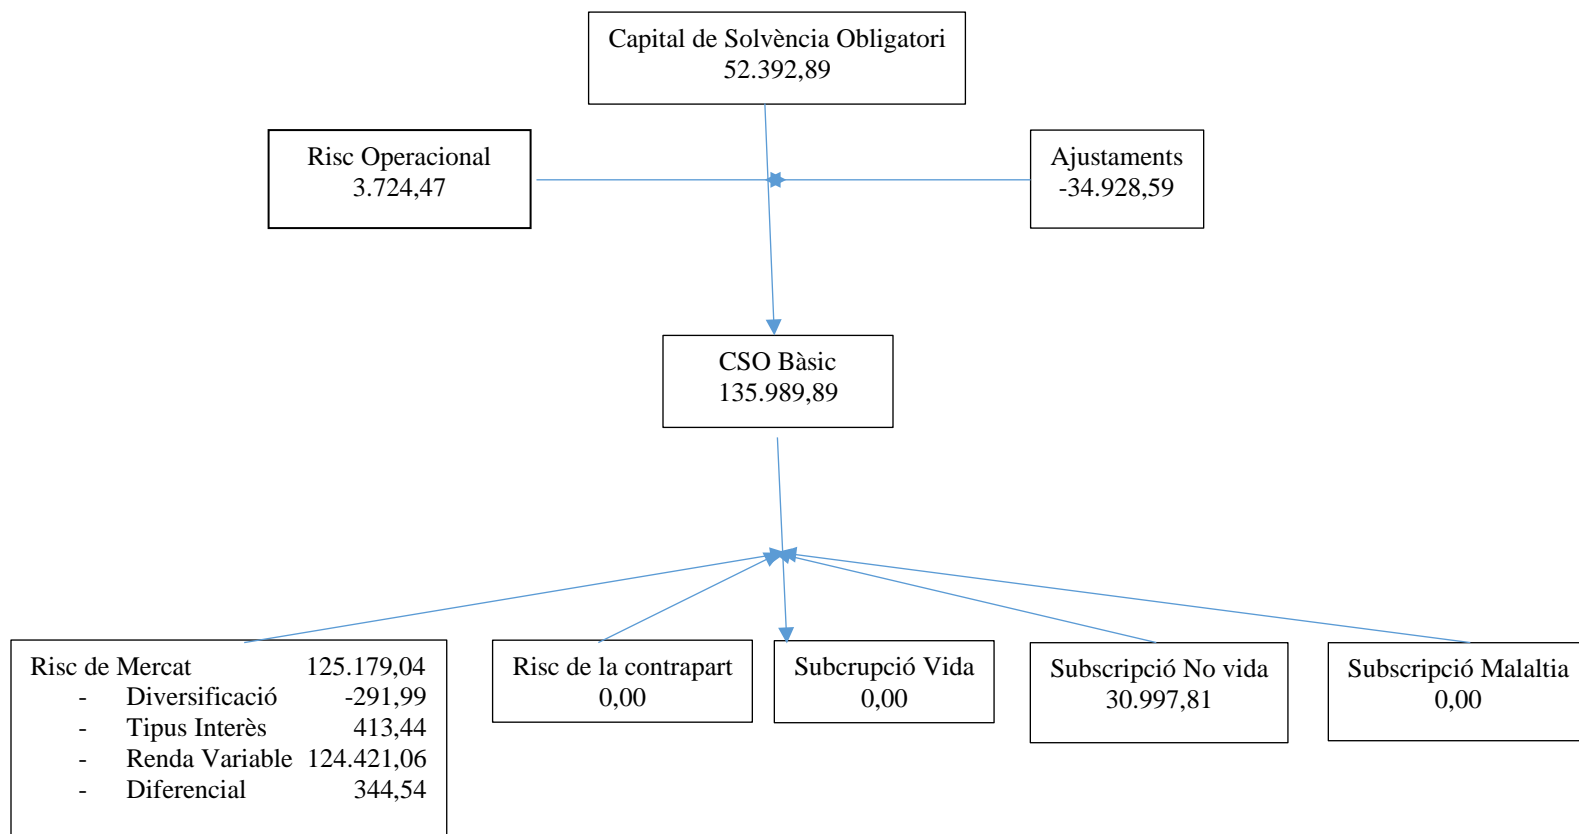 Capital de Solvència Obligatori
52.392,89
Risc Operacional
3.724,47
Ajustaments
-34.928,59
CSO Bàsic
135.989,89
Risc de Mercat 125.179,04
- Diversificació -291,99
- Tipus Interès 413,44
- Renda Variable 124.421,06
- Diferencial 344,54
Risc de la contrapart
0,00
Subcrupció Vida
0,00
Subscripció No vida
30.997,81
Subscripció Malaltia
0,00